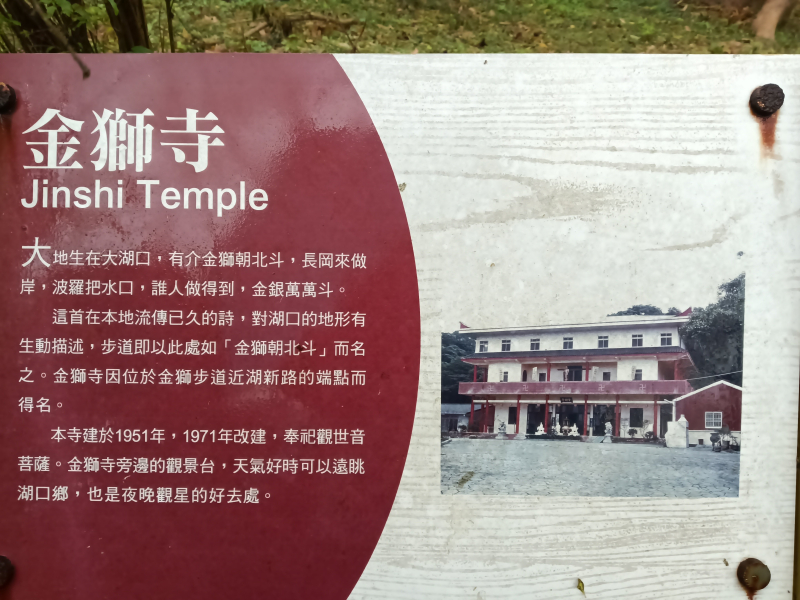 金獅寺
Jinshi Temple
大地生在大湖口，有介金獅朝北斗，長岡來做
岸，波羅把水口，誰人做得到，金銀萬萬斗。
這首在本地流傳已久的詩，對湖口的地形有
生動描述，步道即以此處如「金獅朝北斗」而名
之。金獅寺因位於金獅步道近湖新路的端點而
得名。
本寺建於1951年，1971年改建，奉祀觀世音
菩薩。金獅寺旁邊的觀景台，天氣好時可以遠眺
湖口鄉，也是夜晚觀星的好去處。